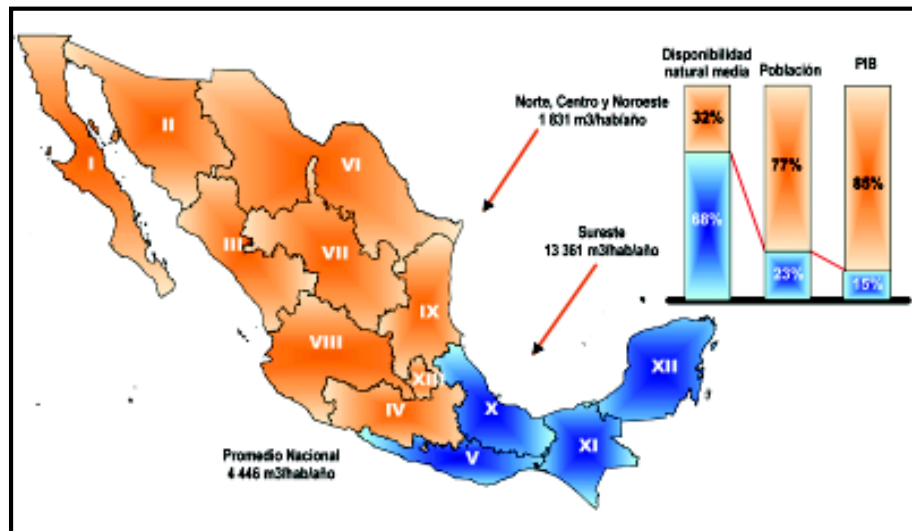 Disponibilidad
natural media
Población
PIB
Norte, Centro y Noroeste
1 831 m3/hab/año
32%
77%
85%
68%
23%
15%
Sureste
13 361 m3/hab/año
I
II
VI
III
VII
IX
VIII
XIII
IV
X
V
XI
XII
Promedio Nacional
4 446 m3/hab/año